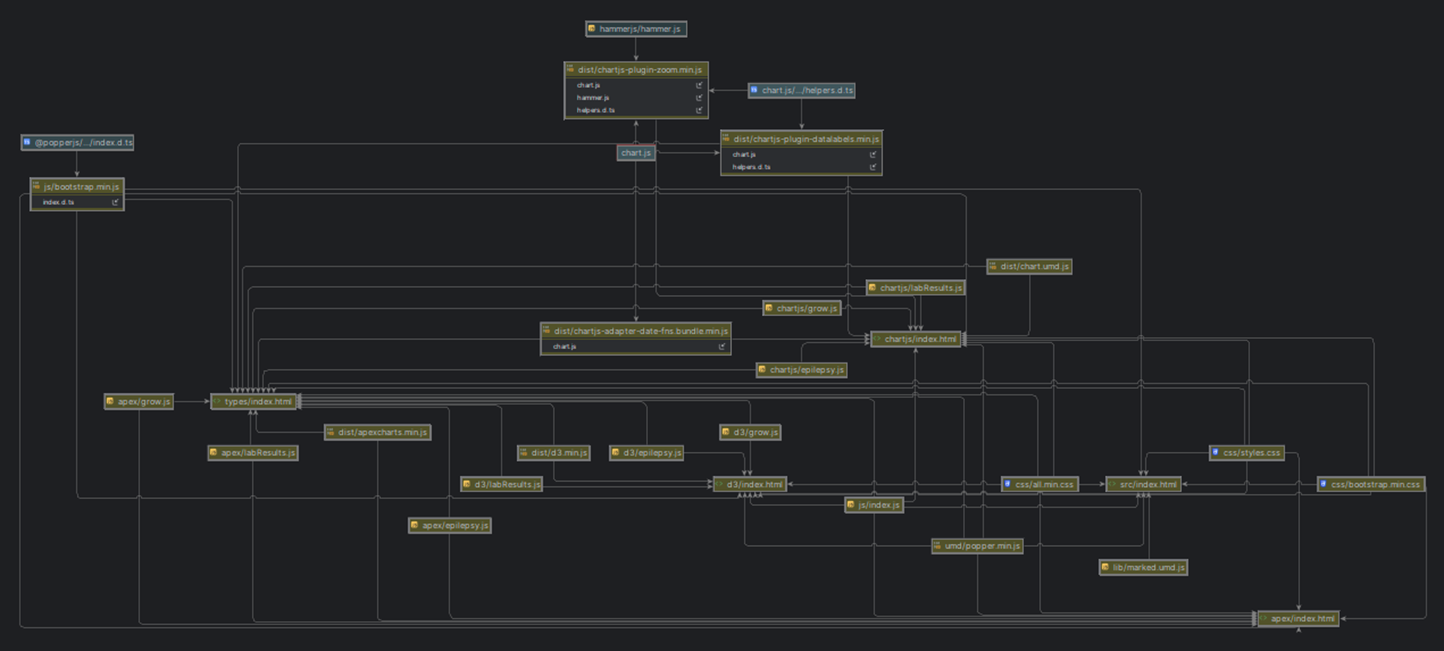 hammerjs/hammer.js
dist/chartjs-plugin-zoom.min.js
chart.js
hammer.js
helpers.d.ts
chart.js/.../helpers.d.ts
dist/chartjs-plugin-datalabels.min.js
chart.js
helpers.d.ts
@popperjs/.../index.d.ts
chart.js
js/bootstrap.min.js
index.d.ts
dist/chart.umd.js
chartjs/labResults.js
chartjs/grow.js
dist/chartjs-adapter-date-fns.bundle.min.js
chart.js
chartjs/index.html
chartjs/epilepsy.js
apex/grow.js
types/index.html
dist/apexcharts.min.js
d3/grow.js
apex/labResults.js
dist/d3.min.js
d3/epilepsy.js
css/styles.css
d3/labResults.js
d3/index.html
css/all.min.css
src/index.html
css/bootstrap.min.css
js/index.js
apex/epilepsy.js
umd/popper.min.js
lib/marked.umd.js
apex/index.html